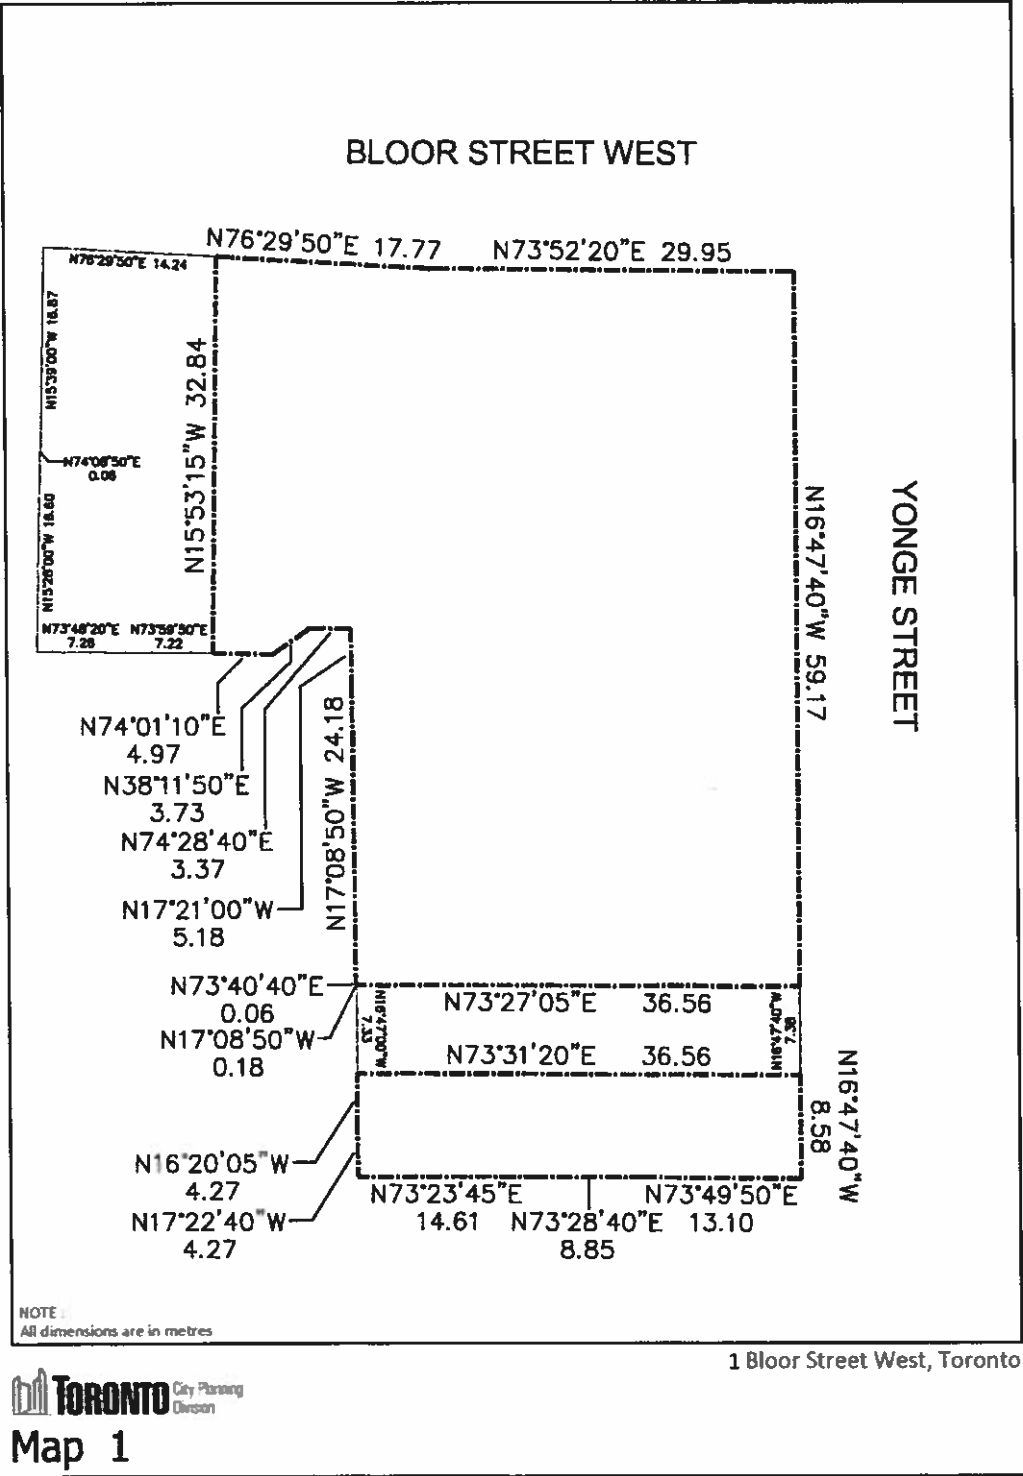 BLOOR STREET WEST
N76°29'50"E 17.77
N73°52'20"E 29.95
N76°29'50"E 14.24
N15°39'00"W 16.87
N15°53'15"W 32.84
N74°08'50"E
0.06
N15°26'00"W 16.60
N73°48'20"E
7.26
N73°59'50"E
7.22
N16°47'40"W 59.17
YONGE STREET
N74°01'10"E
4.97
N38°11'50"E
3.73
N74°28'40"E
3.37
N17°21'00"W
5.18
N17°08'50"W 24.18
N73°40'40"E
0.06
N17°08'50"W
0.18
N73°27'05"E 36.56
N16°47'00"W
7.33
N16°47'40"W
7.38
N73°31'20"E 36.56
N16°47'40"W
8.58
N16°20'05"W
4.27
N17°22'40"W
4.27
N73°23'45"E
14.61
N73°28'40"E
8.85
N73°49'50"E
13.10
NOTE :
All dimensions are in metres
1 Bloor Street West, Toronto
TORONTO City Planning
Division
Map 1